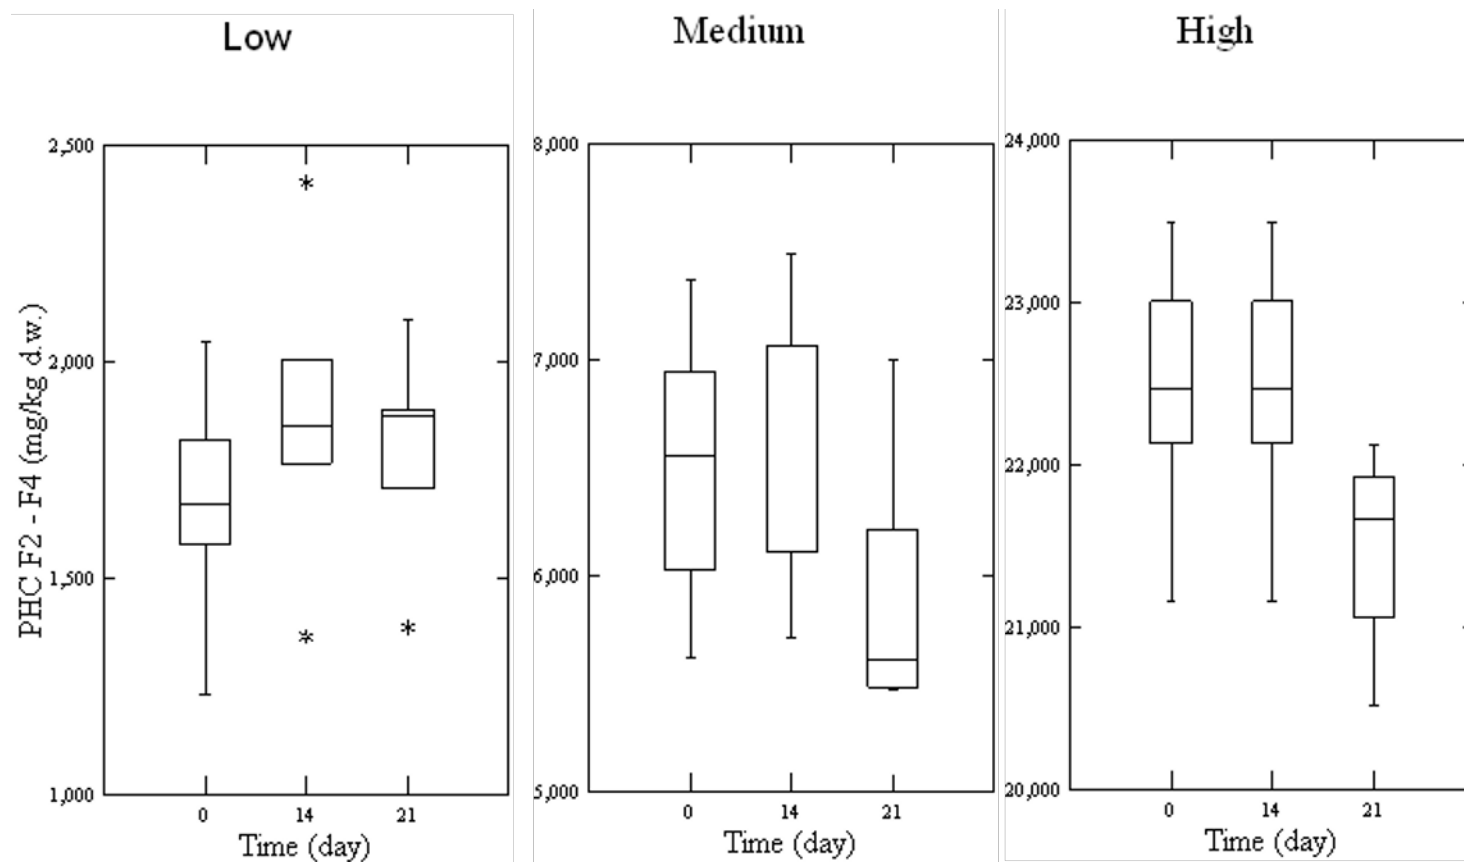 Low
Medium
High
PHC F2 - F4 (mg/kg d.w.)
2,500
2,000
1,500
1,000
*
*
*
0 14 21
Time (day)
8,000
7,000
6,000
5,000
0 14 21
Time (day)
24,000
23,000
22,000
21,000
20,000
0 14 21
Time (day)